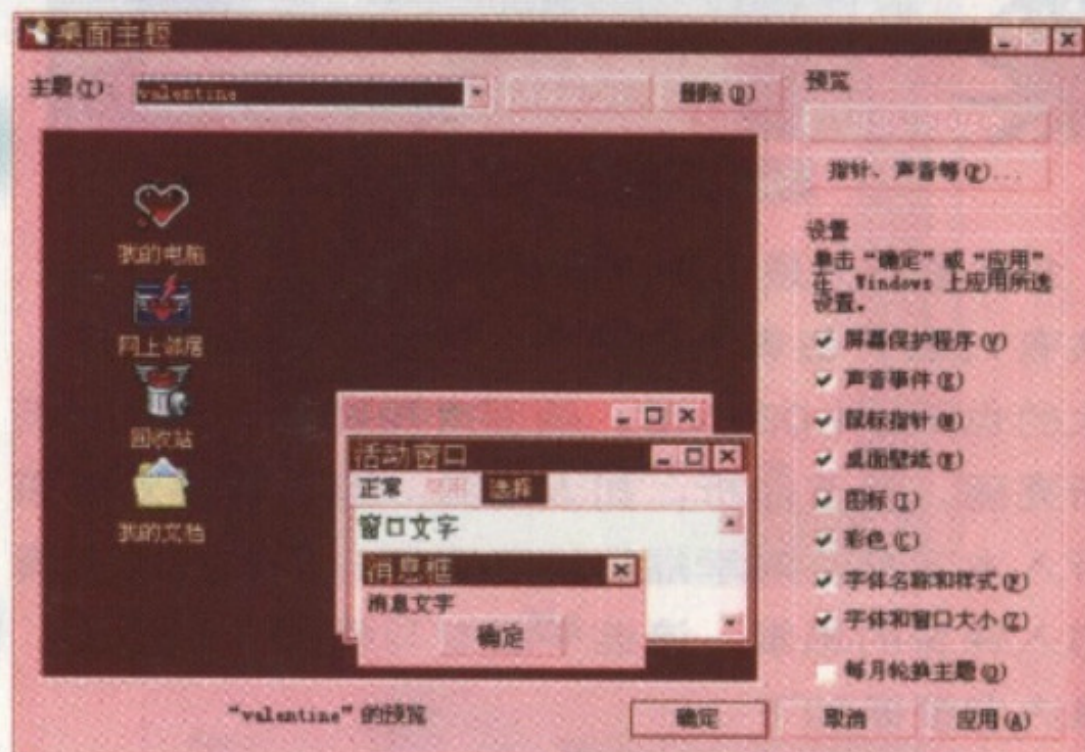 桌面主题
主题(T): valentine 删除(D)
预览
指针、声音等(P)...
设置
单击“确定”或“应用”
在 Windows 上应用所选
设置。
屏幕保护程序(V)
声音事件(E)
鼠标指针(M)
桌面壁纸(W)
图标(I)
彩色(C)
字体名称和样式(F)
字体和窗口大小(Z)
每月轮换主题(O)
我的电脑
网上邻居
回收站
我的文档
活动窗口
正常 禁用 选择
窗口文字
消息框
消息文字
确定
“valentine”的预览
确定 取消 应用(A)